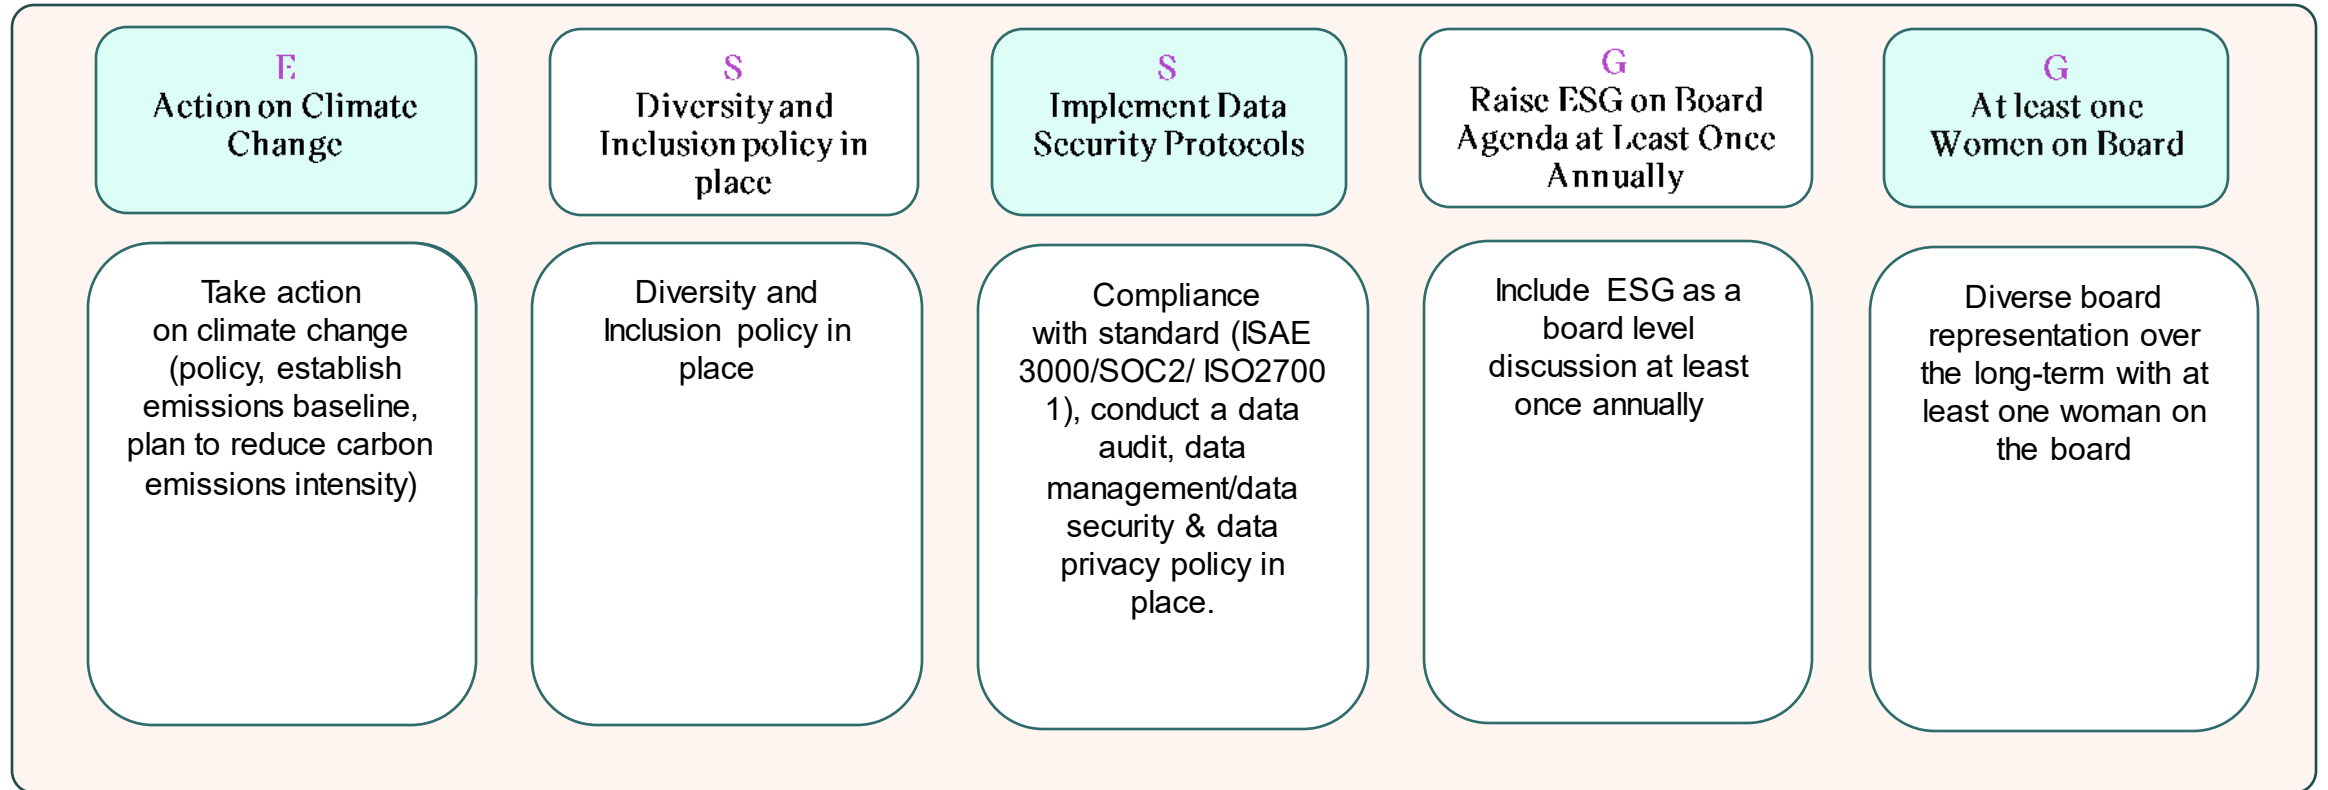 E
Action on Climate
Change
S
Diversity and
Inclusion policy in
place
S
Implement Data
Security Protocols
G
Raise ESG on Board
Agenda at Least Once
Annually
G
At least one
Women on Board
Take action
on climate change
(policy, establish
emissions baseline,
plan to reduce carbon
emissions intensity)
Diversity and
Inclusion policy in
place
Compliance
with standard (ISAE
3000/SOC2/ ISO2700
1), conduct a data
audit, data
management/data
security & data
privacy policy in
place.
Include ESG as a
board level
discussion at least
once annually
Diverse board
representation over
the long-term with at
least one woman on
the board